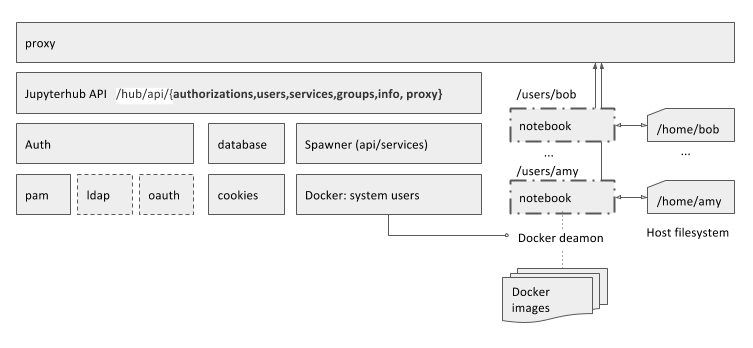 proxy
Jupyterhub API /hub/api/{authorizations,users,services,groups,info, proxy}
/users/bob
notebook
/home/bob
Auth
database
Spawner (api/services)
...
...
/users/amy
pam
ldap
oauth
cookies
Docker: system users
notebook
/home/amy
Docker deamon
Host filesystem
Docker
images